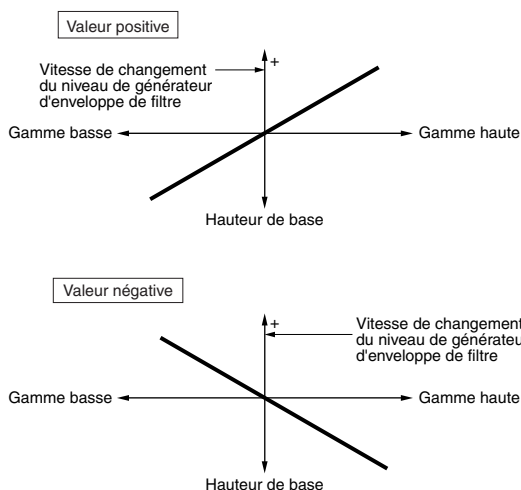 Valeur positive
+
Vitesse de changement
du niveau de générateur
d'enveloppe de filtre
Gamme basse
Gamme haute
Hauteur de base
Valeur négative
+
Vitesse de changement
du niveau de générateu
d'enveloppe de filtre
Gamme basse
Gamme haute
Hauteur de base